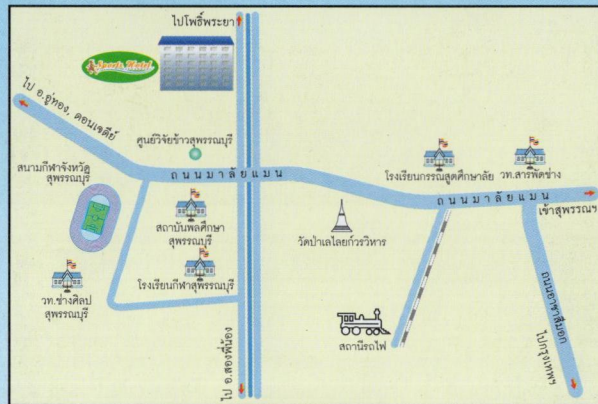 ไปโพธิ์พระยา
Sports Hotel
ไป อ.อู่ทอง, ดอนเจดีย์
ศูนย์วิจัยข้าวสุพรรณบุรี
สนามกีฬาจังหวัด
สุพรรณบุรี
ถนนมาลัยแมน
โรงเรียนกรรณสูตศึกษาลัย
วท.สารพัดช่าง
ถนนมาลัยแมน
เข้าสุพรรณฯ
สถาบันพลศึกษา
สุพรรณบุรี
วัดป่าเลไลยก์วรวิหาร
วท.ช่างศิลป
สุพรรณบุรี
โรงเรียนกีฬาสุพรรณบุรี
สถานีรถไฟ
ถนนอาชาสีหมอก
ไปกรุงเทพฯ
ไป อ.สองพี่น้อง